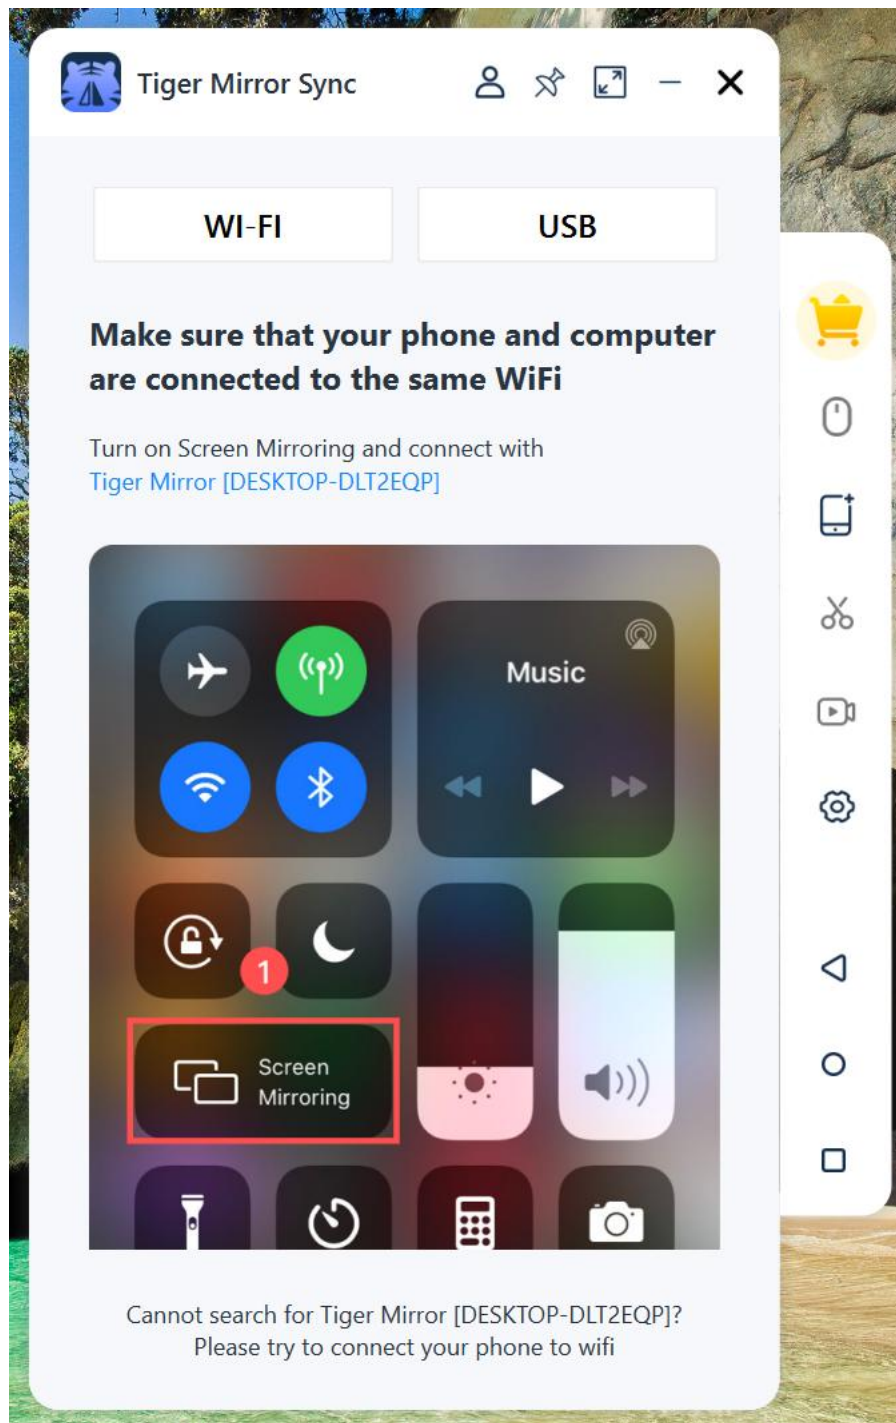 Tiger Mirror Sync
WI-FI
USB
Make sure that your phone and computer
are connected to the same WiFi
Turn on Screen Mirroring and connect with
Tiger Mirror [DESKTOP-DLT2EQP]
Music
1
Screen
Mirroring
Cannot search for Tiger Mirror [DESKTOP-DLT2EQP]?
Please try to connect your phone to wifi